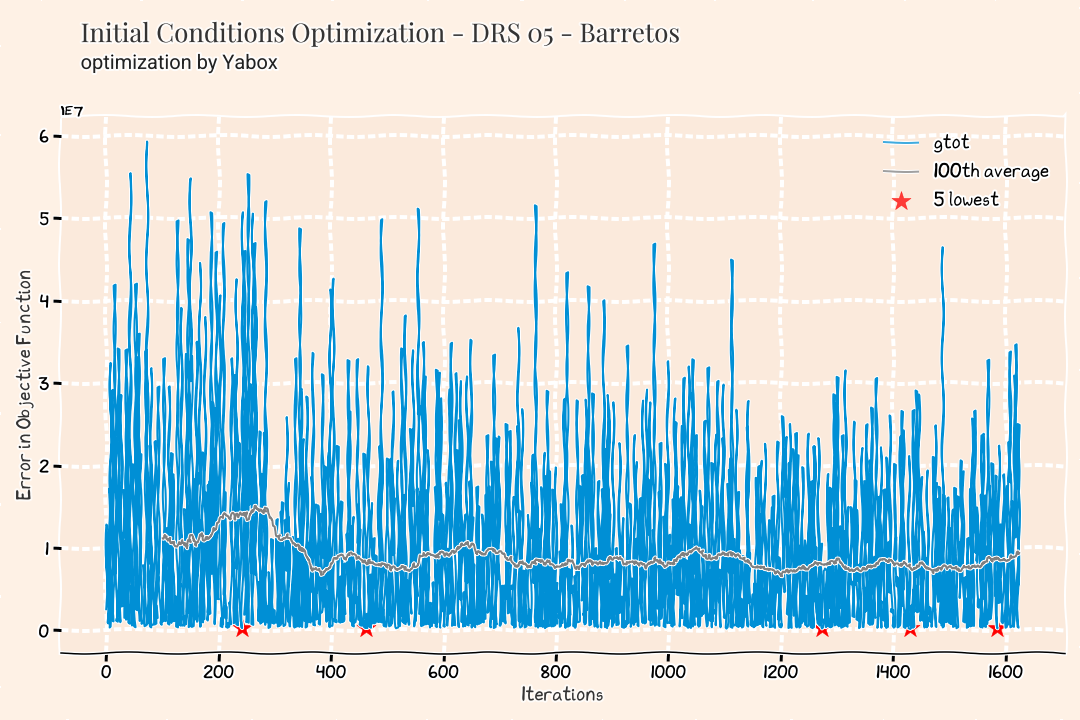 Initial Conditions Optimization - DRS 05 - Barretos
optimization by Yabox
1E7
6
5
4
3
2
1
0
Error in Objective Function
gtot
100th average
5 lowest
0 200 400 600 800 1000 1200 1400 1600
Iterations